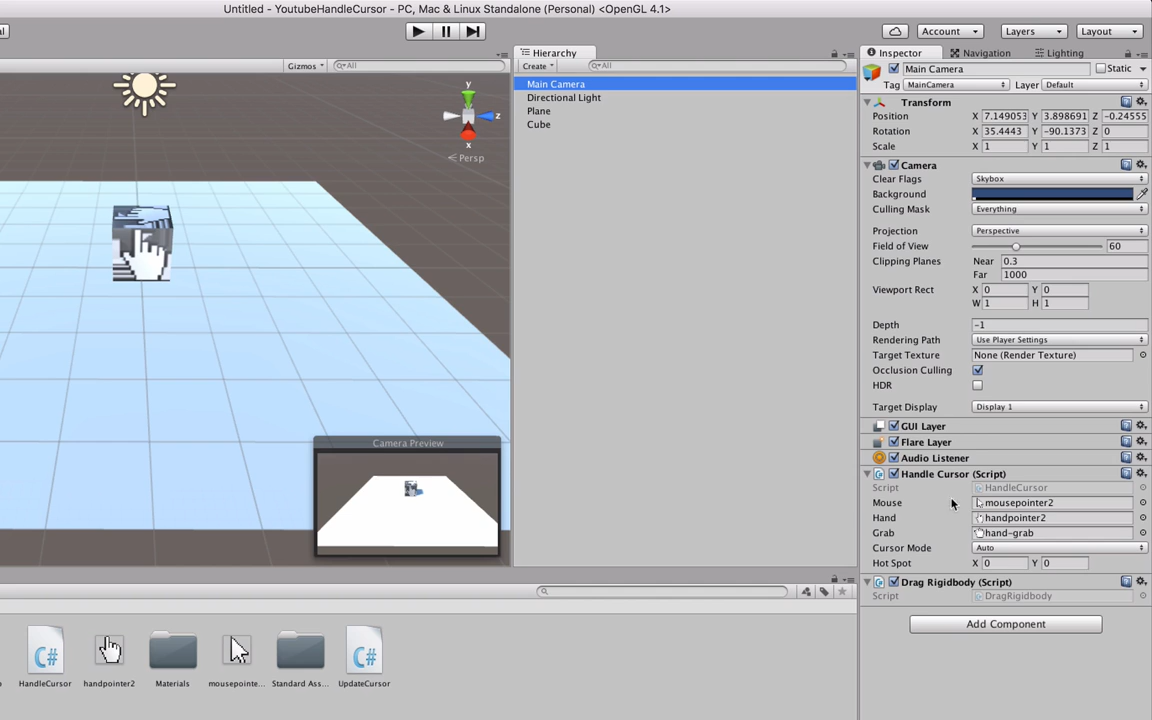 Untitled - YoutubeHandleCursor - PC, Mac & Linux Standalone (Personal) <OpenGL 4.1>
Account Layers Layout
Gizmos All
y
z
x
Persp
Camera Preview
Hierarchy
Create All
Main Camera
Directional Light
Plane
Cube
Inspector Navigation Lighting
Main Camera Static
Tag MainCamera Layer Default
Transform
Position X 7.149053 Y 3.898691 Z -0.24555
Rotation X 35.4443 Y -90.1373 Z 0
Scale X 1 Y 1 Z 1
Camera
Clear Flags Skybox
Background
Culling Mask Everything
Projection Perspective
Field of View 60
Clipping Planes Near 0.3
Far 1000
Viewport Rect X 0 Y 0
W 1 H 1
Depth -1
Rendering Path Use Player Settings
Target Texture None (Render Texture)
Occlusion Culling
HDR
Target Display Display 1
GUI Layer
Flare Layer
Audio Listener
Handle Cursor (Script)
Script HandleCursor
Mouse mousepointer2
Hand handpointer2
Grab hand-grab
Cursor Mode Auto
Hot Spot X 0 Y 0
Drag Rigidbody (Script)
Script DragRigidbody
Add Component
C# C#
HandleCursor handpointer2 Materials mousepointe... Standard Ass... UpdateCursor